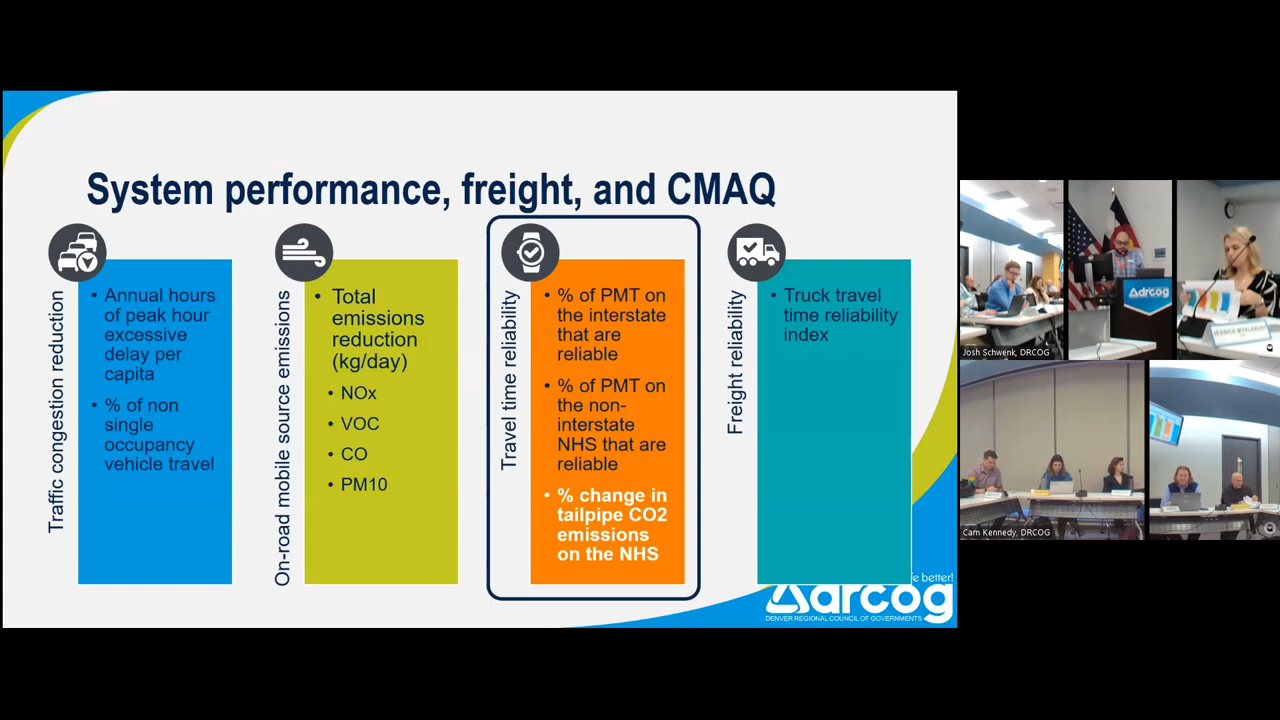 System performance, freight, and CMAQ
Traffic congestion reduction
• Annual hours
of peak hour
excessive
delay per
capita
• % of non
single
occupancy
vehicle travel
On-road mobile source emissions
• Total
emissions
reduction
(kg/day)
• NOx
• VOC
• CO
• PM10
Travel time reliability
• % of PMT on
the interstate
that are
reliable
• % of PMT on
the non-
interstate
NHS that are
reliable
• % change in
tailpipe CO2
emissions
on the NHS
Freight reliability
• Truck travel
time reliability
index
fe better!
drcog
DENVER REGIONAL COUNCIL OF GOVERNMENTS
Josh Schwenk, DRCOG
drcog
Cam Kennedy, DRCOG